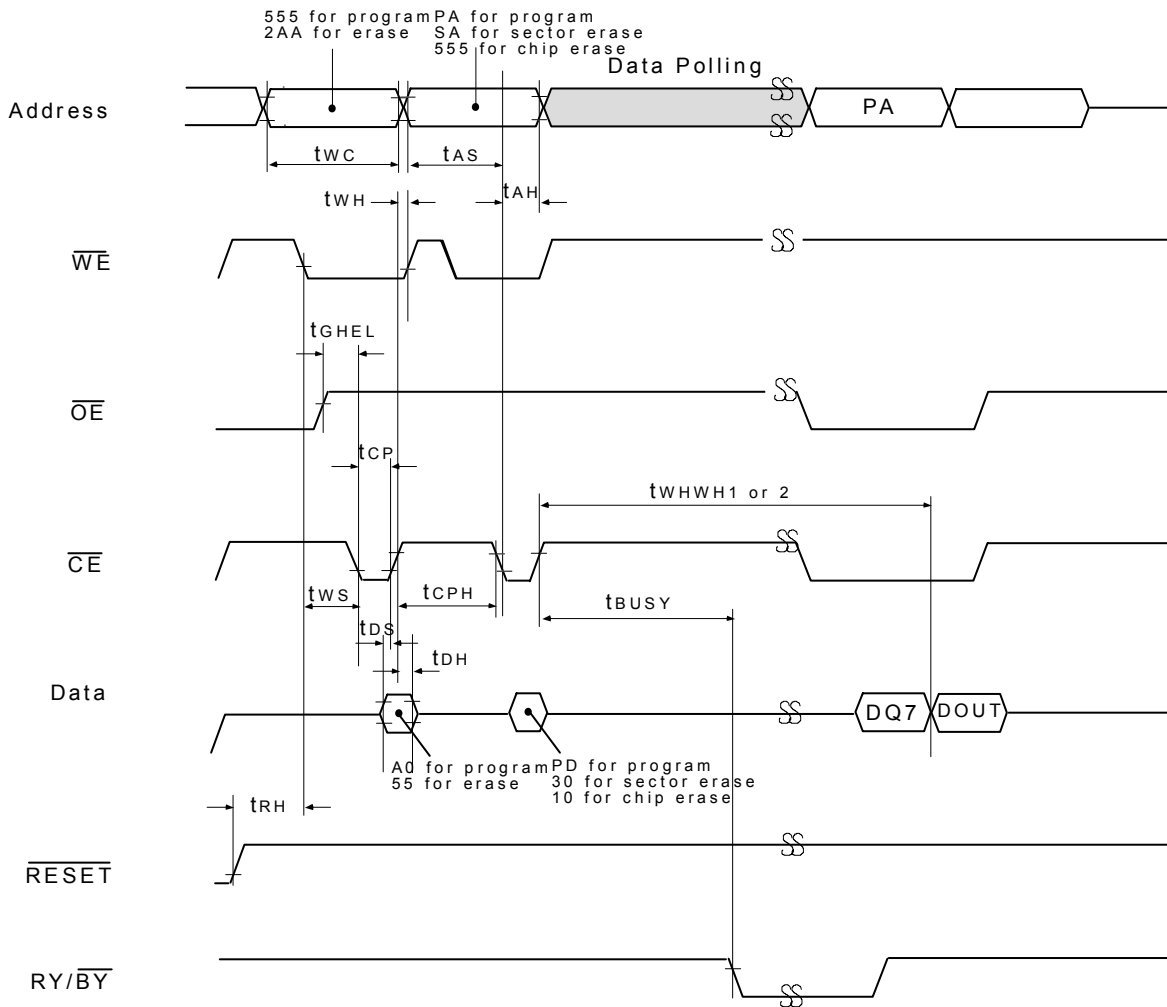 555 for program
2AA for erase
PA for program
SA for sector erase
555 for chip erase
Data Polling
Address
PA
tWC
tAS
tWH
tAH
WE
tGHEL
OE
tCP
tWHWH1 or 2
CE
tWS
tCPH
tBUSY
tDS
tDH
Data
DQ7
DOUT
A0 for program
55 for erase
PD for program
30 for sector erase
10 for chip erase
tRH
RESET
RY/BY